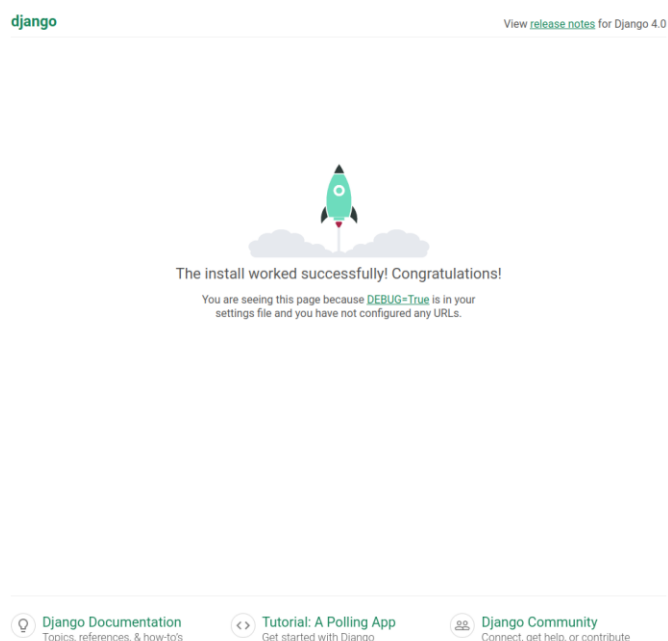 django
View release notes for Django 4.0
The install worked successfully! Congratulations!
You are seeing this page because DEBUG=True is in your
settings file and you have not configured any URLs.
Django Documentation
Topics, references, & how-to's
Tutorial: A Polling App
Get started with Django
Django Community
Connect, get help, or contribute